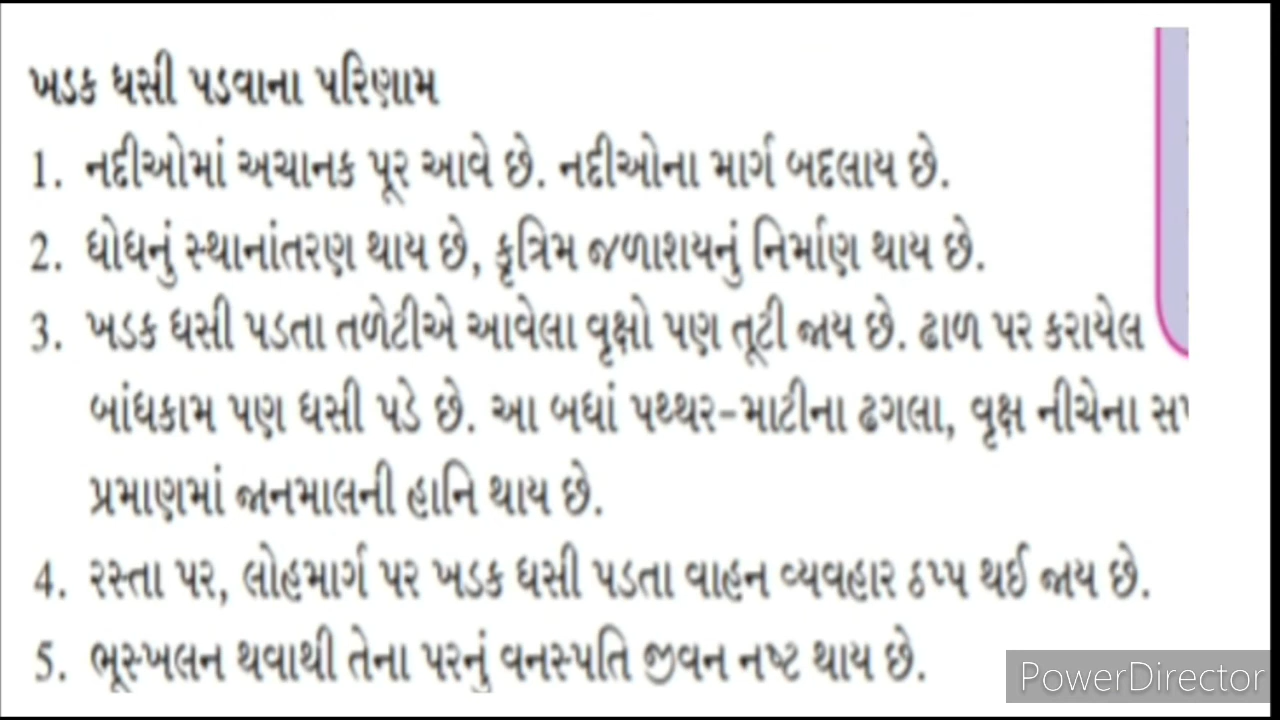 ખડક ધસી પડવાના પરિણામ
1. નદીઓમાં અચાનક પૂર આવે છે. નદીઓના માર્ગ બદલાય છે.
2. ધોધનું સ્થાનાંતરણ થાય છે, કૃત્રિમ જળાશયનું નિર્માણ થાય છે.
3. ખડક ધસી પડતા તળેટીએ આવેલા વૃક્ષો પણ તૂટી જાય છે. ઢાળ પર કરાયેલ
બાંધકામ પણ ધસી પડે છે. આ બધાં પથ્થર-માટીના ઢગલા, વૃક્ષ નીચેના
પ્રમાણમાં જાનમાલની હાનિ થાય છે.
4. રસ્તા પર, લોહમાર્ગ પર ખડક ધસી પડતા વાહન વ્યવહાર ઠપ્પ થઈ જાય છે.
5. ભૂસ્ખલન થવાથી તેના પરનું વનસ્પતિ જીવન નષ્ટ થાય છે.
PowerDirector